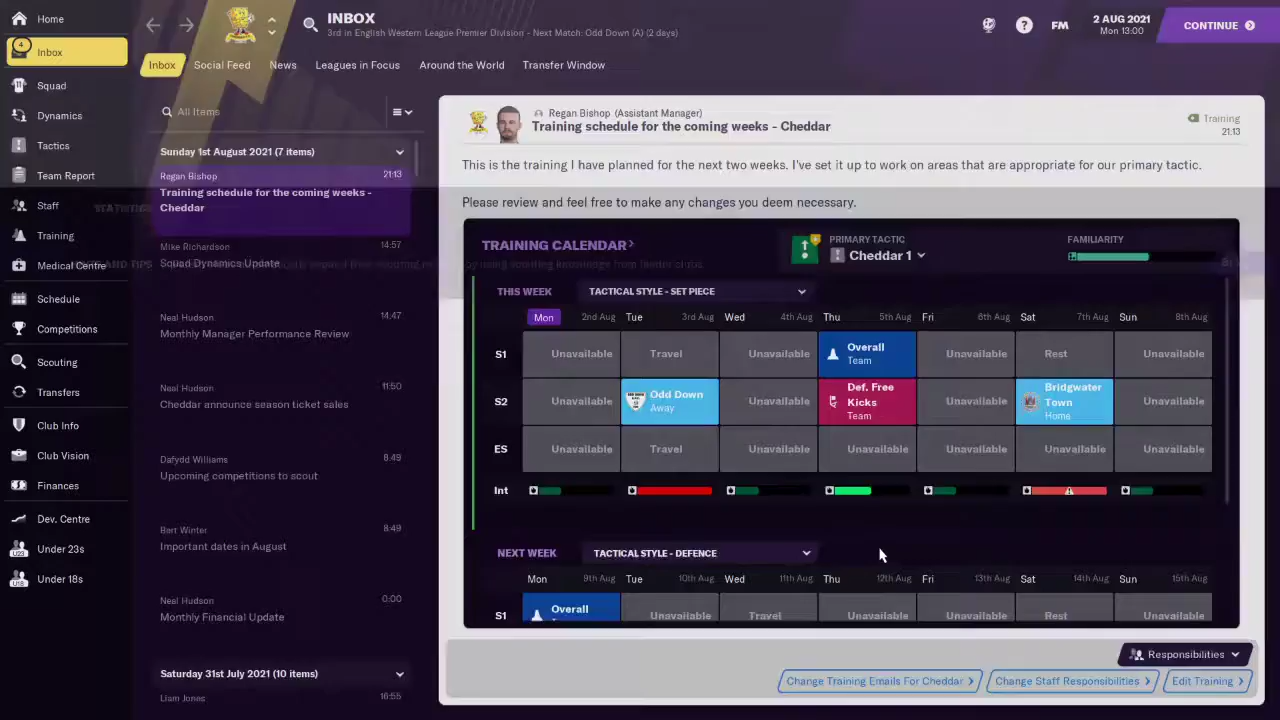 Home
4
Inbox
Squad
Dynamics
Tactics
Team Report
Staff
Training
Medical Centre
Schedule
Competitions
Scouting
Transfers
Club Info
Club Vision
Finances
Dev. Centre
Under 23s
Under 18s
INBOX
3rd in English Western League Premier Division - Next Match: Odd Down (A) (2 days)
FM
2 AUG 2021
Mon 13:00
CONTINUE
Inbox
Social Feed
News
Leagues in Focus
Around the World
Transfer Window
All Items
Sunday 1st August 2021 (7 items)
Regan Bishop 21:13
Training schedule for the coming weeks -
Cheddar
Mike Richardson 14:57
Squad Dynamics Update
Neal Hudson 14:47
Monthly Manager Performance Review
Neal Hudson 11:50
Cheddar announce season ticket sales
Dafydd Williams 8:49
Upcoming competitions to scout
Bert Winter 8:49
Important dates in August
Neal Hudson 0:00
Monthly Financial Update
Saturday 31st July 2021 (10 items)
Liam Jones 16:55
Regan Bishop (Assistant Manager)
Training schedule for the coming weeks - Cheddar
Training
21:13
This is the training I have planned for the next two weeks. I've set it up to work on areas that are appropriate for our primary tactic.
Please review and feel free to make any changes you deem necessary.
TRAINING CALENDAR
PRIMARY TACTIC
Cheddar 1
FAMILIARITY
THIS WEEK TACTICAL STYLE - SET PIECE
Mon 2nd Aug Tue 3rd Aug Wed 4th Aug Thu 5th Aug Fri 6th Aug Sat 7th Aug Sun 8th Aug
S1 Unavailable Travel Unavailable Overall Team Unavailable Rest Unavailable
S2 Unavailable Odd Down Away Unavailable Def. Free Kicks Team Unavailable Bridgwater Town Home Unavailable
ES Unavailable Travel Unavailable Unavailable Unavailable Unavailable Unavailable
Int
NEXT WEEK TACTICAL STYLE - DEFENCE
Mon 9th Aug Tue 10th Aug Wed 11th Aug Thu 12th Aug Fri 13th Aug Sat 14th Aug Sun 15th Aug
S1 Overall Unavailable Travel Unavailable Unavailable Rest Unavailable
Responsibilities
Change Training Emails For Cheddar
Change Staff Responsibilities
Edit Training